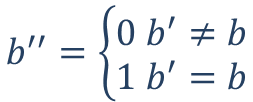 b′′ = { 0 b′ ≠ b
1 b′ = b